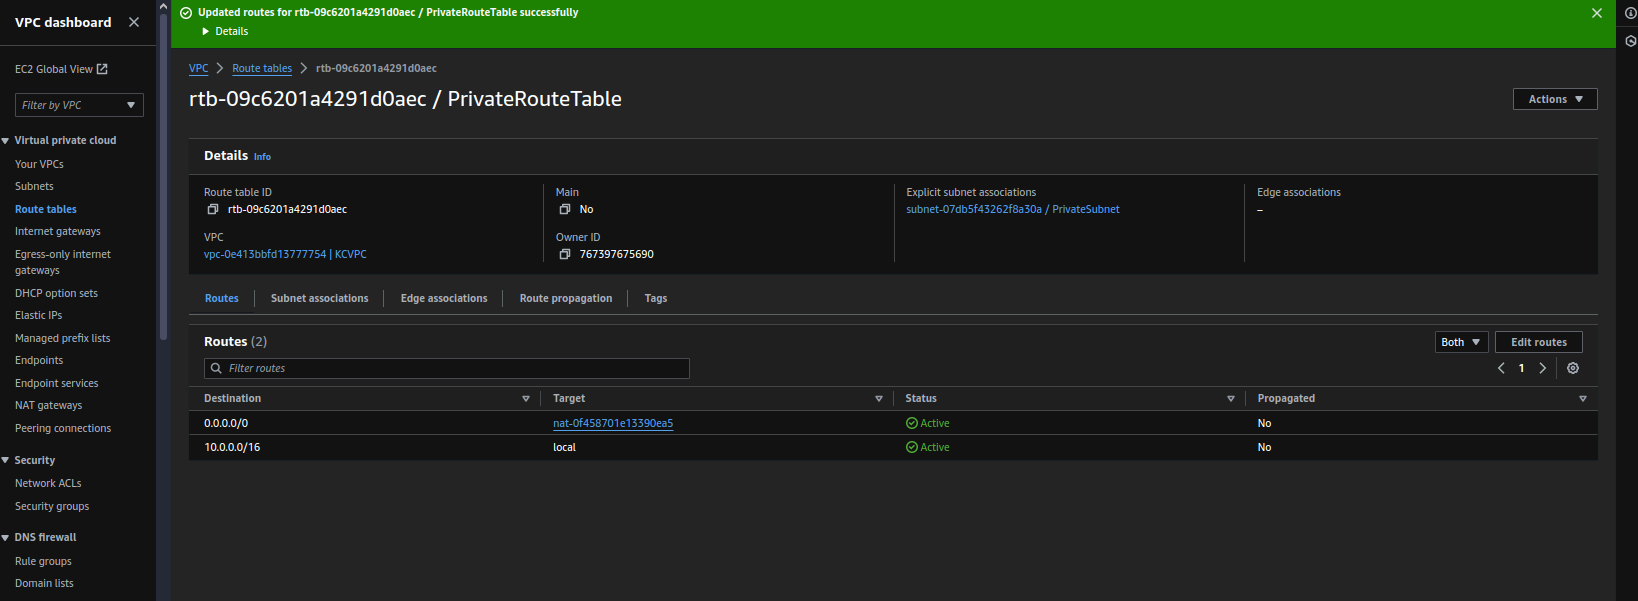 VPC dashboard
EC2 Global View
Filter by VPC
Virtual private cloud
Your VPCs
Subnets
Route tables
Internet gateways
Egress-only internet
gateways
DHCP option sets
Elastic IPs
Managed prefix lists
Endpoints
Endpoint services
NAT gateways
Peering connections
Security
Network ACLs
Security groups
DNS firewall
Rule groups
Domain lists
Updated routes for rtb-09c6201a4291d0aec / PrivateRouteTable successfully
Details
VPC Route tables rtb-09c6201a4291d0aec
rtb-09c6201a4291d0aec / PrivateRouteTable
Actions
Details Info
Route table ID
rtb-09c6201a4291d0aec
VPC
vpc-0e413bbfd13777754 | KCVPC
Main
No
Owner ID
767397675690
Explicit subnet associations
subnet-07db5f43262f8a30a / PrivateSubnet
Edge associations
–
Routes Subnet associations Edge associations Route propagation Tags
Routes (2)
Both Edit routes
Filter routes
1
Destination Target Status Propagated
0.0.0.0/0 nat-0f458701e13390ea5 Active No
10.0.0.0/16 local Active No